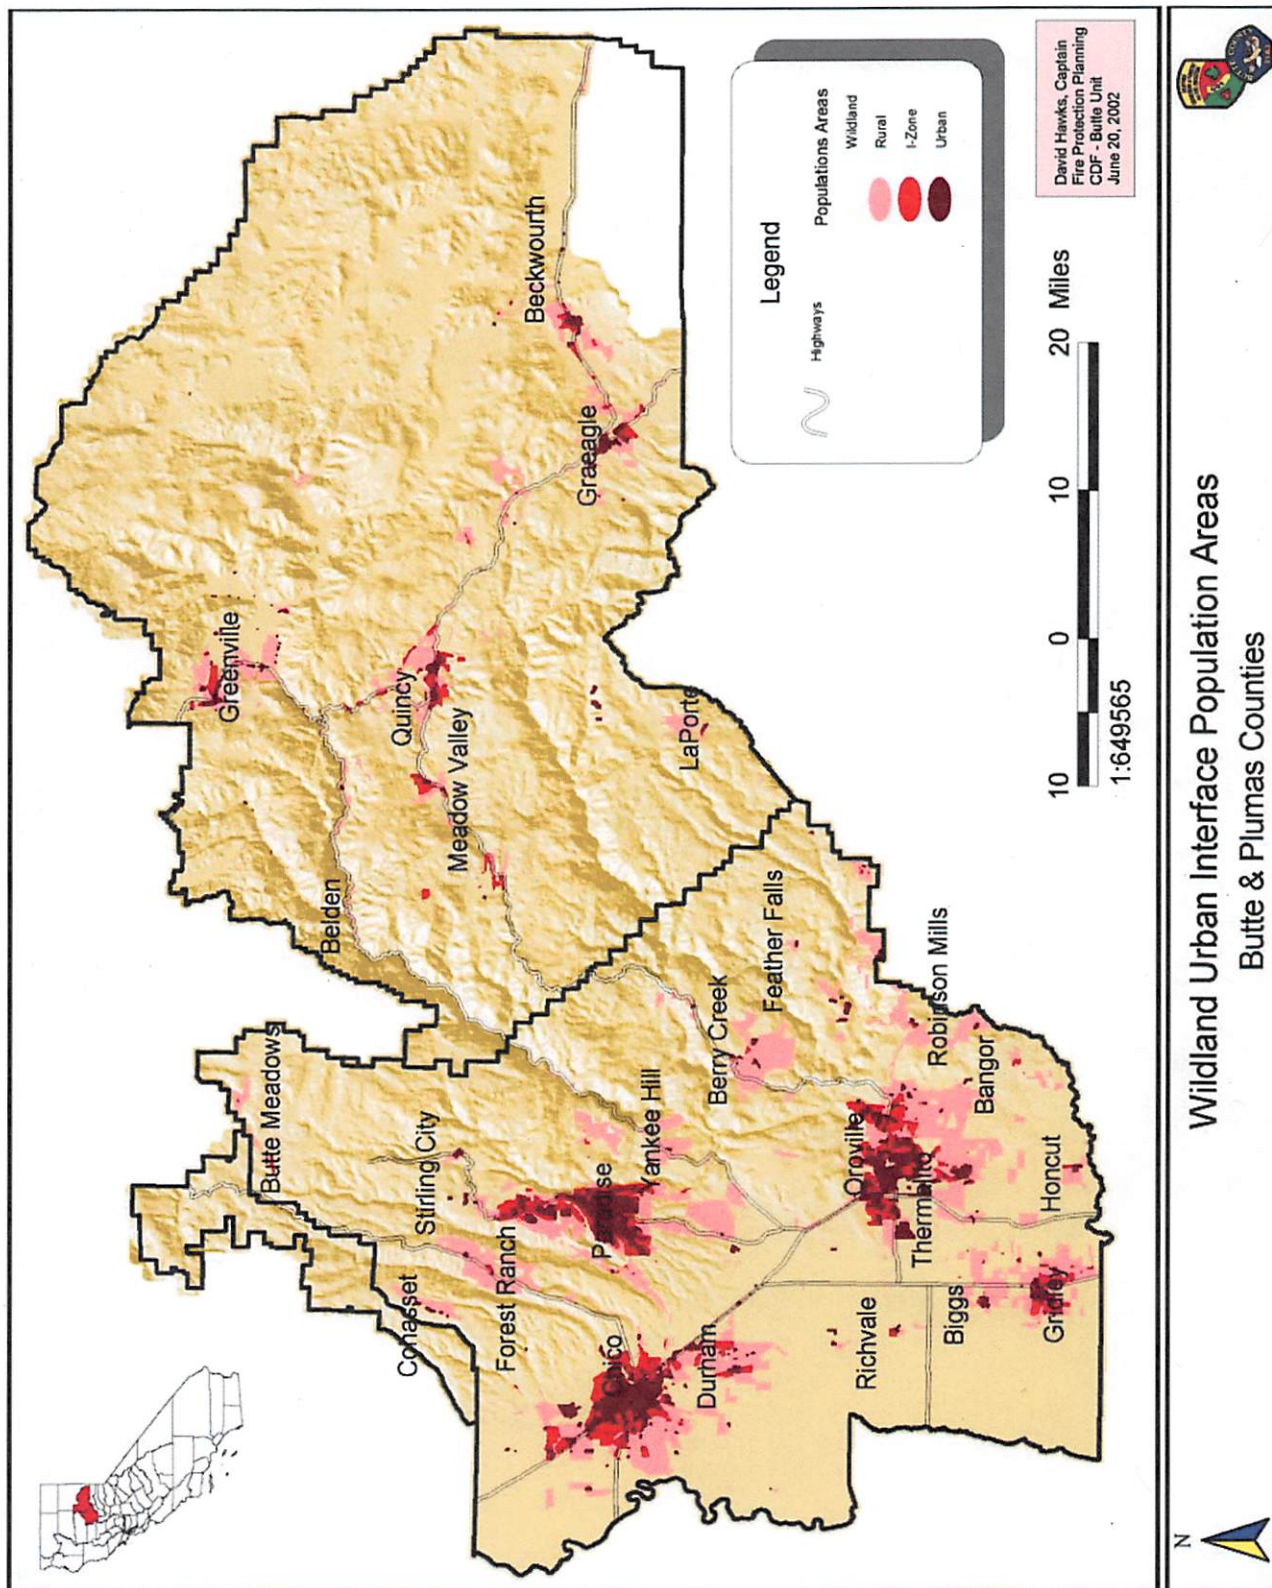 Greenville
Beckwourth
Butte Meadows
Belden
Quincy
Meadow Valley
Graeagle
Stirling City
Cohasset
Forest Ranch
Paradise
Yankee Hill
Berry Creek
Feather Falls
LaPorte
Chico
Durham
Oroville
Thermalito
Robinson Mills
Bangor
Richvale
Biggs
Gridley
Honcut
Legend
Highways
Populations Areas
Wildland
Rural
I-Zone
Urban
10 0 10 20 Miles
1:649565
David Hawks, Captain
Fire Protection Planning
CDF - Butte Unit
June 20, 2002
N
Wildland Urban Interface Population Areas
Butte & Plumas Counties